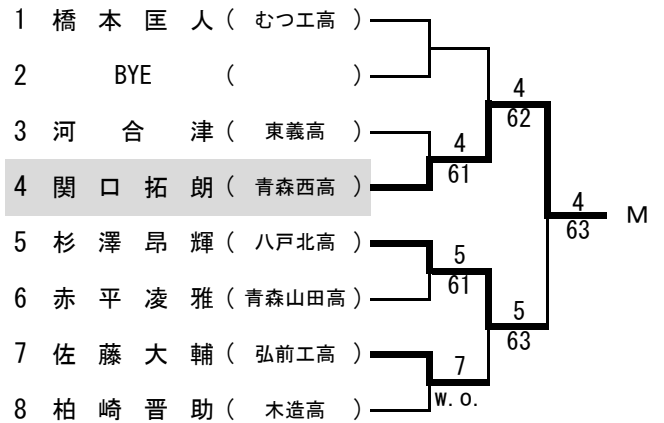 1 橋本匡人 ( むつ工高 )
2 BYE ( )
4
62
3 河合津 ( 東義高 )
4
61
4 関口拓朗 ( 青森西高 )
4
63
M
5 杉澤昂輝 ( 八戸北高 )
5
61
6 赤平凌雅 ( 青森山田高 )
5
63
7 佐藤大輔 ( 弘前工高 )
7
w.o.
8 柏崎晋助 ( 木造高 )